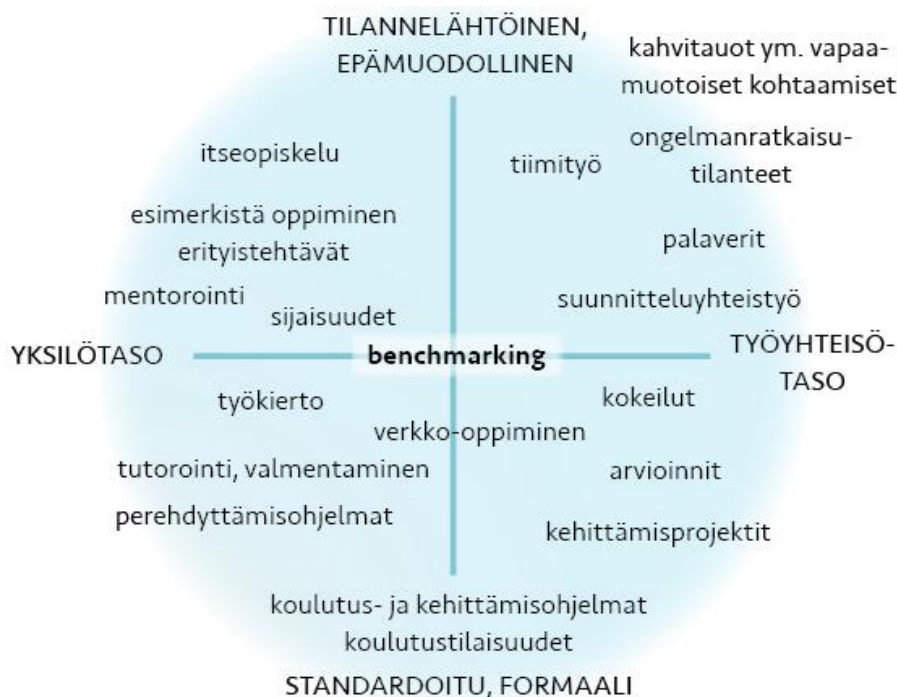 TILANNELÄHTÖINEN,
EPÄMUODOLLINEN
kahvitauot ym. vapaa-
muotoiset kohtaamiset
itseopiskelu
tiimityö
ongelmanratkaisu-
tilanteet
esimerkistä oppiminen
erityistehtävät
palaverit
mentorointi
sijaisuudet
suunnitteluyhteistyö
YKSILÖTASO
benchmarking
TYÖYHTEISÖ-
TASO
työkierto
kokeilut
verkko-oppiminen
tutorointi, valmentaminen
arvioinnit
perehdyttämisohjelmat
kehittämisprojektit
koulutus- ja kehittämisohjelmat
koulutustilaisuudet
STANDARDOITU, FORMAALI